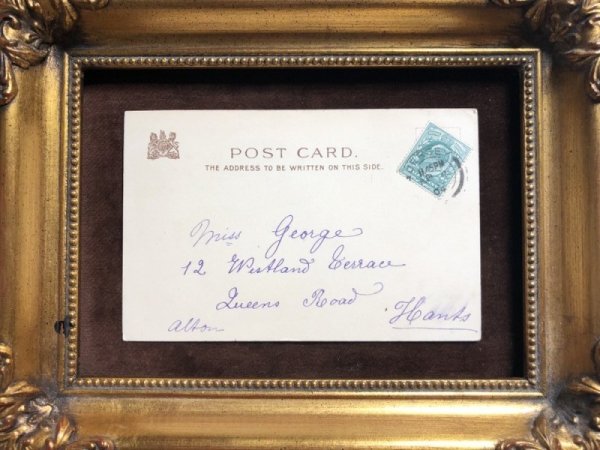 POST CARD.
THE ADDRESS TO BE WRITTEN ON THIS SIDE.
Miss George
12 Westland Terrace
Queens Road
Alton Hants